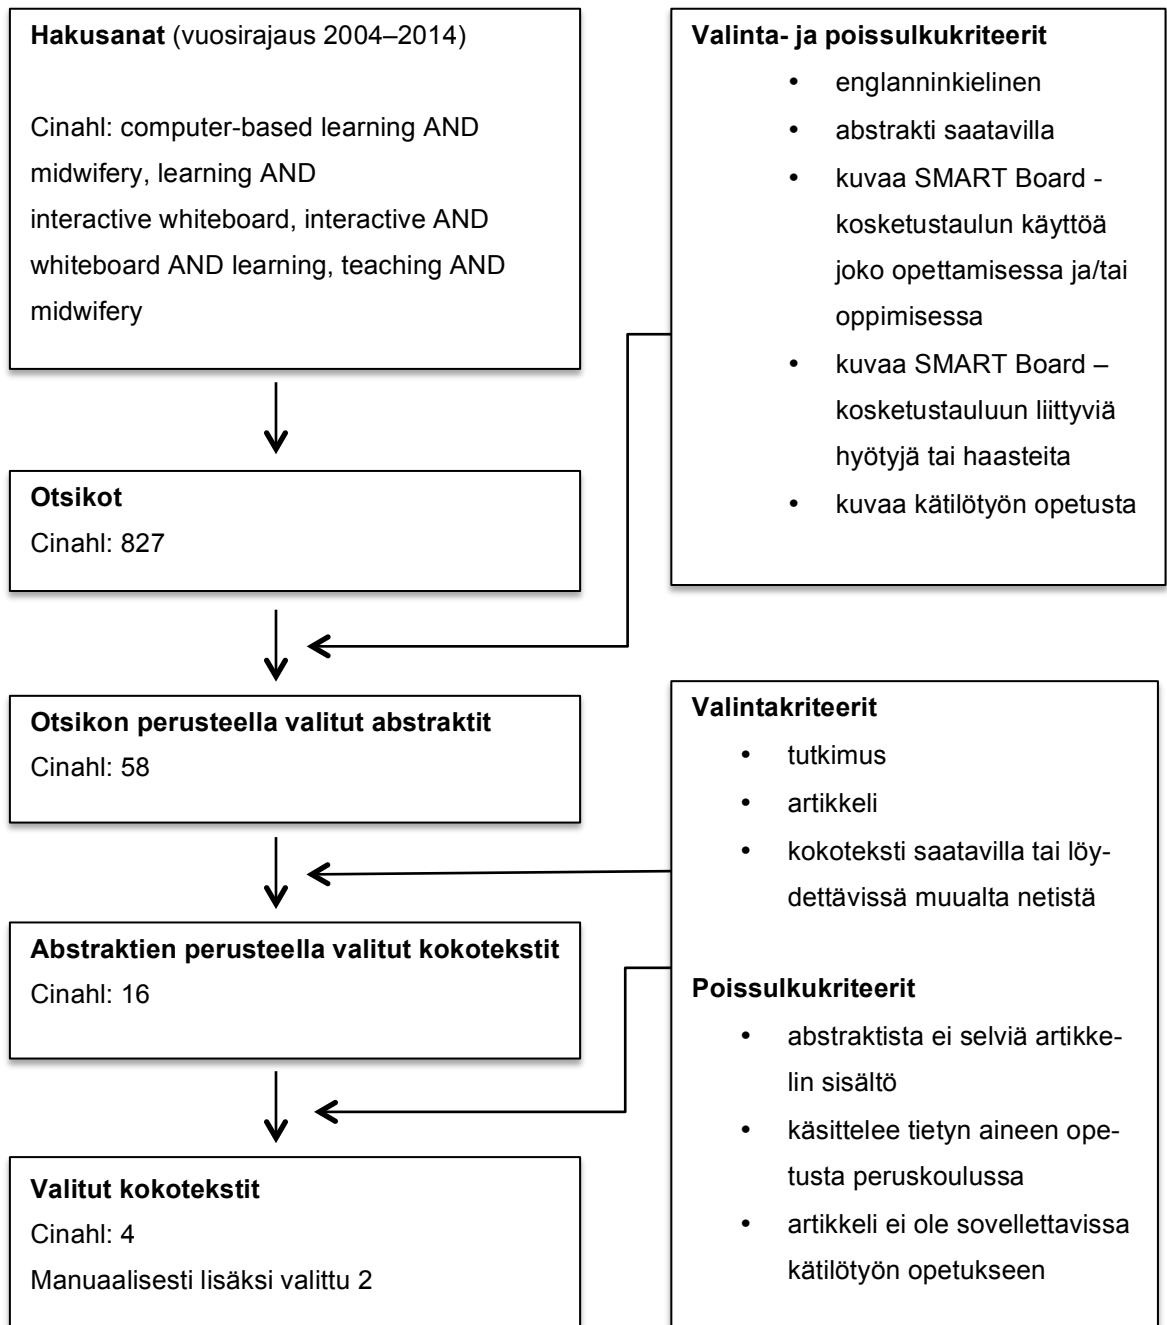 Hakusanat (vuosirajaus 2004–2014)
Cinahl: computer-based learning AND
midwifery, learning AND
interactive whiteboard, interactive AND
whiteboard AND learning, teaching AND
midwifery
Valinta- ja poissulkukriteerit
• englanninkielinen
• abstrakti saatavilla
• kuvaa SMART Board -
kosketustaulun käyttöä
joko opettamisessa ja/tai
oppimisessa
• kuvaa SMART Board –
kosketustauluun liittyviä
hyötyjä tai haasteita
• kuvaa kätilötyön opetusta
Otsikot
Cinahl: 827
Otsikon perusteella valitut abstraktit
Cinahl: 58
Valintakriteerit
• tutkimus
• artikkeli
• kokoteksti saatavilla tai löy-
dettävissä muualta netistä
Poissulkukriteerit
• abstraktista ei selviä artikke-
lin sisältö
• käsittelee tietyn aineen ope-
tusta peruskoulussa
• artikkeli ei ole sovellettavissa
kätilötyön opetukseen
Abstraktien perusteella valitut kokotekstit
Cinahl: 16
Valitut kokotekstit
Cinahl: 4
Manuaalisesti lisäksi valittu 2